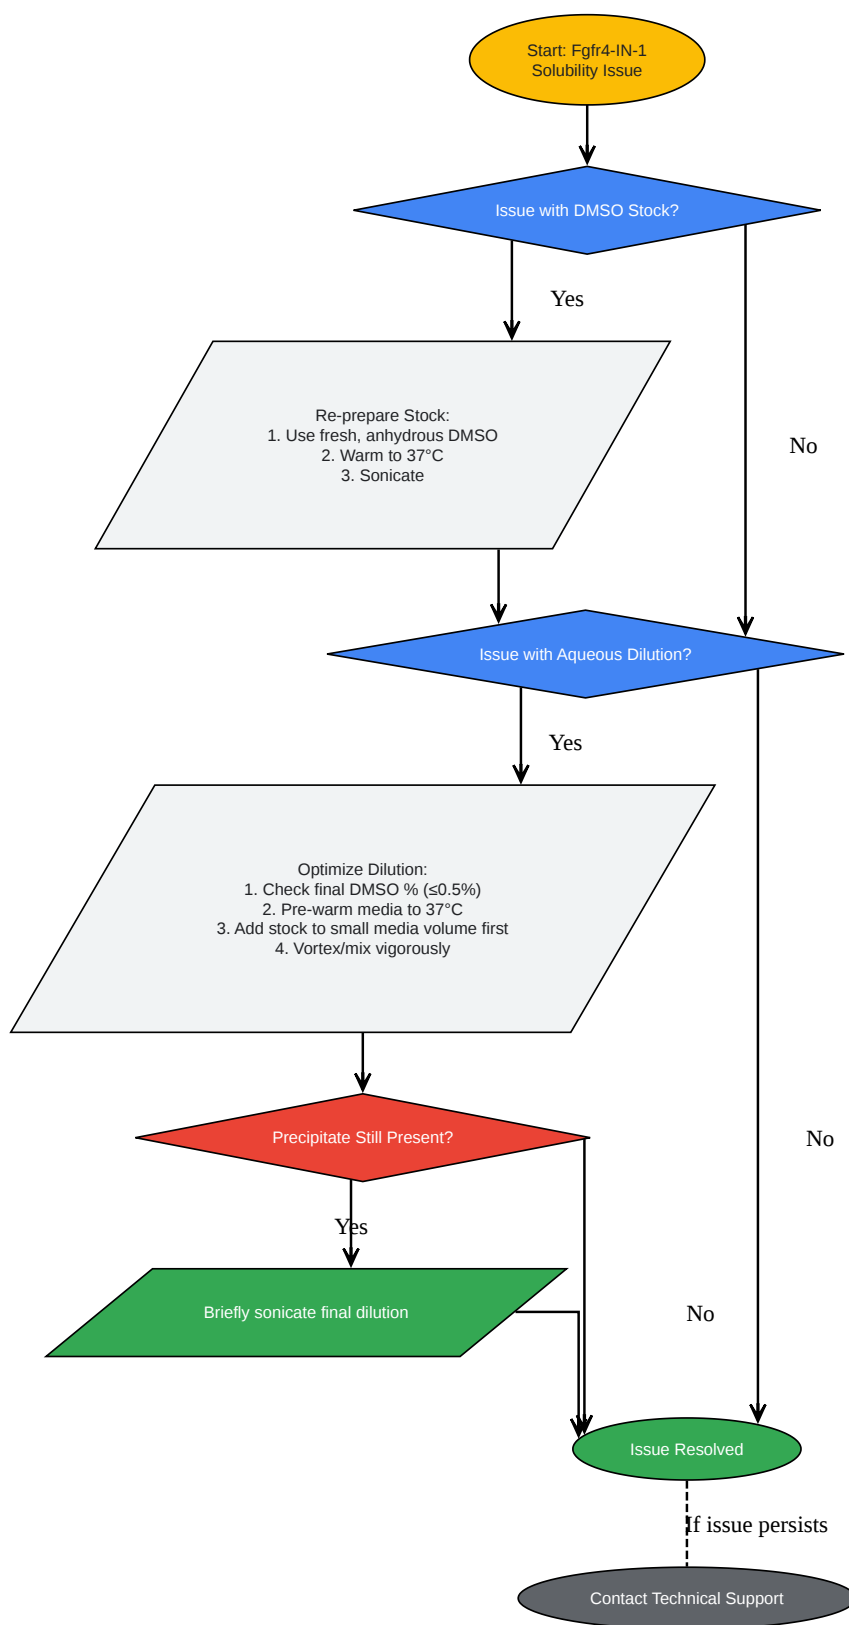 Start: Fgfr4-IN-1
Solubility Issue
Issue with DMSO Stock?
Yes
Re-prepare Stock:
1. Use fresh, anhydrous DMSO
2. Warm to 37°C
3. Sonicate
No
Issue with Aqueous Dilution?
Yes
Optimize Dilution:
1. Check final DMSO % (≤0.5%)
2. Pre-warm media to 37°C
3. Add stock to small media volume first
4. Vortex/mix vigorously
Precipitate Still Present?
No
Yes
Briefly sonicate final dilution
No
Issue Resolved
If issue persists
Contact Technical Support